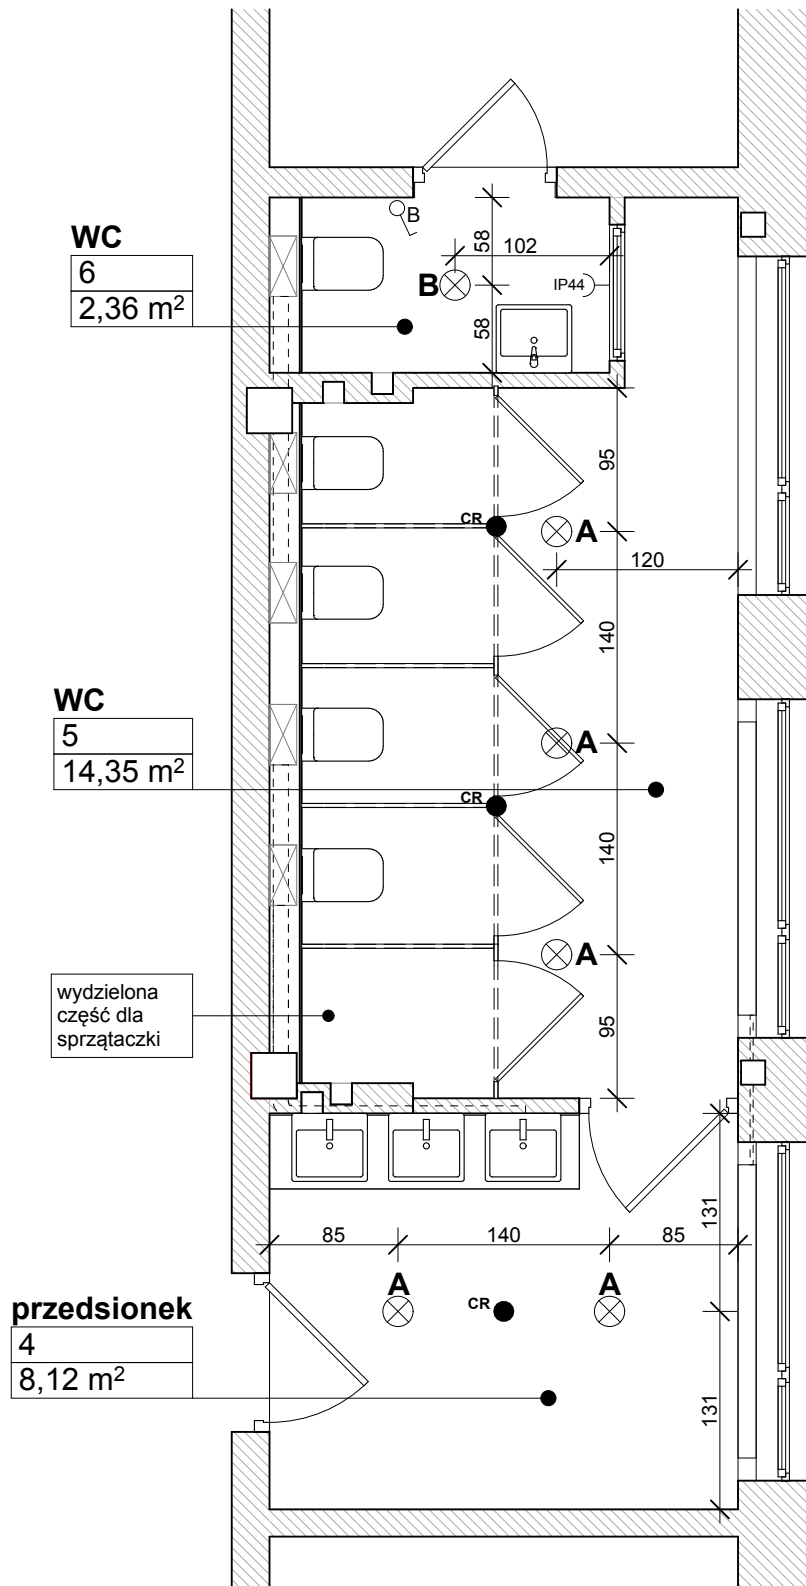 WC
6
2,36 m²
B
58
102
B
IP44
58
95
CR
A
120
140
WC
5
14,35 m²
A
CR
140
A
wydzielona
część dla
sprzątaczki
95
131
85
140
85
A
CR
A
przedsionek
4
8,12 m²
131